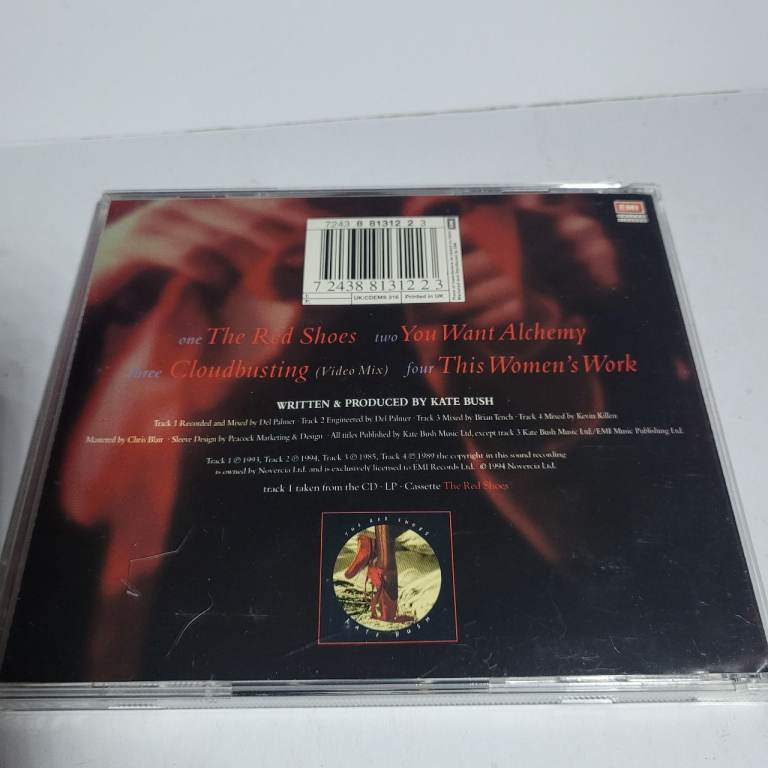 EMI
7243 8 81312 2 3
7 24388 13122 3
UK:CDEMS 316 Printed in UK
one The Red Shoes two You Want Alchemy
three Cloudbusting (Video Mix) four This Women's Work
WRITTEN & PRODUCED BY KATE BUSH
Track 1 Recorded and Mixed by Del Palmer · Track 2 Engineered by Del Palmer · Track 3 Mixed by Brian Tench · Track 4 Mixed by Kevin Killen
Mastered by Chris Blair · Sleeve Design by Peacock Marketing & Design · All titles Published by Kate Bush Music Ltd, except track 3 Kate Bush Music Ltd./EMI Music Publishing Ltd.
Track 1 ℗ 1993, Track 2 ℗ 1994, Track 3 ℗ 1985, Track 4 ℗ 1989 the copyright in this sound recording
is owned by Novercia Ltd. and is exclusively licensed to EMI Records Ltd. © 1994 Novercia Ltd.
track 1 taken from the CD · LP · Cassette The Red Shoes
THE RED SHOES
KATE BUSH